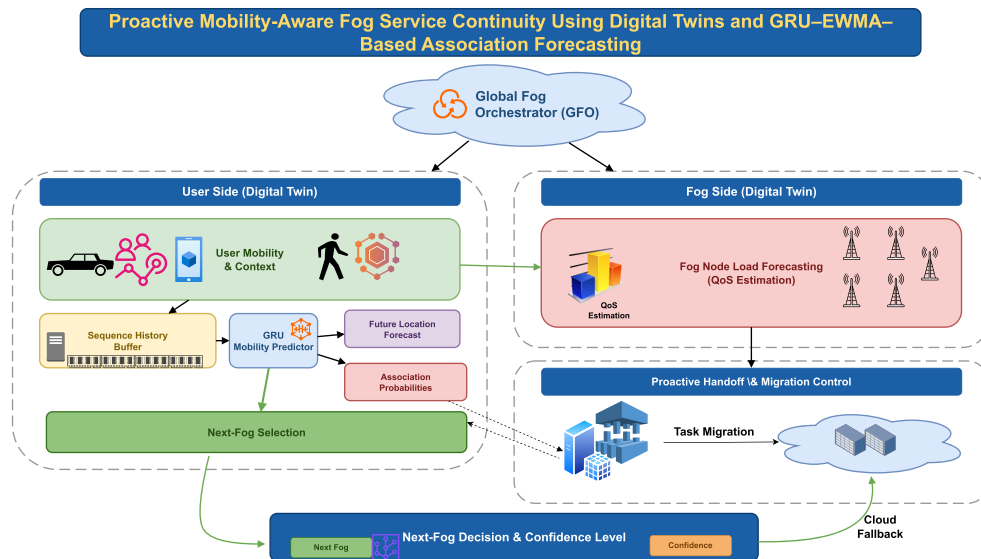 Proactive Mobility-Aware Fog Service Continuity Using Digital Twins and GRU–EWMA–
Based Association Forecasting
Global Fog
Orchestrator (GFO)
User Side (Digital Twin)
User Mobility
& Context
Sequence History
Buffer
GRU
Mobility Predictor
Future Location
Forecast
Association
Probabilities
Next-Fog Selection
Fog Side (Digital Twin)
QoS
Estimation
Fog Node Load Forecasting
(QoS Estimation)
Proactive Handoff \& Migration Control
Task Migration
Cloud
Fallback
Next-Fog Decision & Confidence Level
Next Fog
Confidence